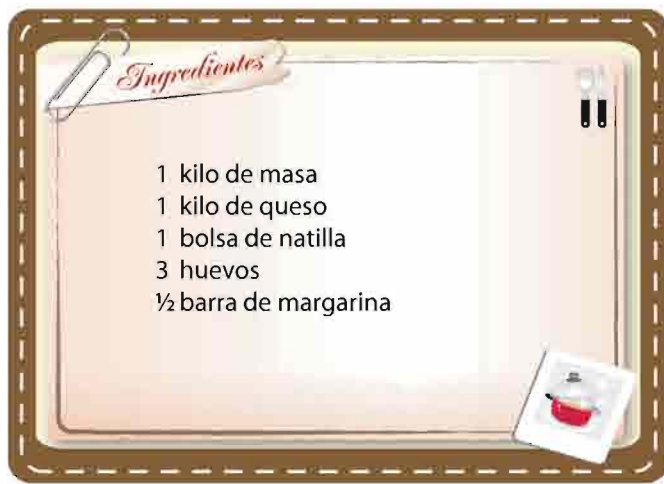 Ingredientes
1 kilo de masa
1 kilo de queso
1 bolsa de natilla
3 huevos
½ barra de margarina